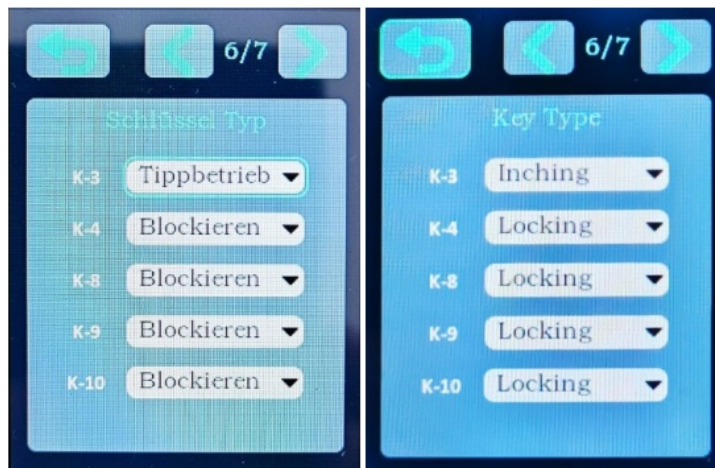 6/7
Schlüssel Typ
K-3 Tippbetrieb
K-4 Blockieren
K-8 Blockieren
K-9 Blockieren
K-10 Blockieren
6/7
Key Type
K-3 Inching
K-4 Locking
K-8 Locking
K-9 Locking
K-10 Locking